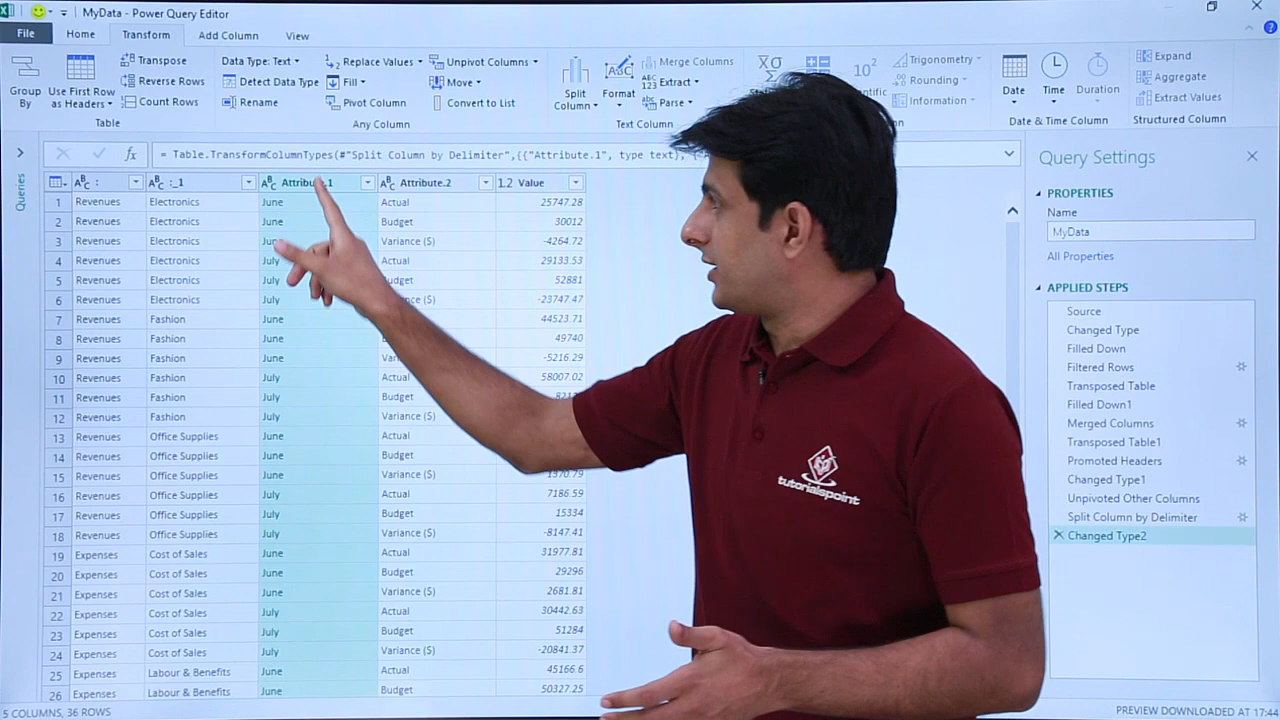 MyData - Power Query Editor
File Home Transform Add Column View
Group By
Use First Row as Headers
Transpose
Reverse Rows
Count Rows
Table
Data Type: Text
Detect Data Type
Rename
Replace Values
Fill
Pivot Column
Unpivot Columns
Move
Convert to List
Any Column
Split Column
Format
Merge Columns
Extract
Parse
Text Column
10²
Trigonometry
Rounding
Information
Date
Time
Duration
Date & Time Column
Expand
Aggregate
Extract Values
Structured Column
Queries
fx = Table.TransformColumnTypes(#"Split Column by Delimiter",{{"Attribute.1", type text},
: :_1 Attribute.1 Attribute.2 1.2 Value
1 Revenues Electronics June Actual 25747.28
2 Revenues Electronics June Budget 30012
3 Revenues Electronics June Variance ($) -4264.72
4 Revenues Electronics July Actual 29133.53
5 Revenues Electronics July Budget 52881
6 Revenues Electronics July -23747.47
7 Revenues Fashion June Actual 44523.71
8 Revenues Fashion June 49740
9 Revenues Fashion June -5216.29
10 Revenues Fashion July Actual 58007.02
11 Revenues Fashion July Budget
12 Revenues Fashion July Variance ($)
13 Revenues Office Supplies June Actual
14 Revenues Office Supplies June Budget
15 Revenues Office Supplies June Variance ($) 1370.79
16 Revenues Office Supplies July Actual 7186.59
17 Revenues Office Supplies July Budget 15334
18 Revenues Office Supplies July Variance ($) -8147.41
19 Expenses Cost of Sales June Actual 31977.81
20 Expenses Cost of Sales June Budget 29296
21 Expenses Cost of Sales June Variance ($) 2681.81
22 Expenses Cost of Sales July Actual 30442.63
23 Expenses Cost of Sales July Budget 51284
24 Expenses Cost of Sales July Variance ($) -20841.37
25 Expenses Labour & Benefits June Actual 45166.6
26 Expenses Labour & Benefits June Budget 50327.25
5 COLUMNS, 36 ROWS
Query Settings
PROPERTIES
Name
MyData
All Properties
APPLIED STEPS
Source
Changed Type
Filled Down
Filtered Rows
Transposed Table
Filled Down1
Merged Columns
Transposed Table1
Promoted Headers
Changed Type1
Unpivoted Other Columns
Split Column by Delimiter
Changed Type2
PREVIEW DOWNLOADED AT 17:44
tutorialspoint